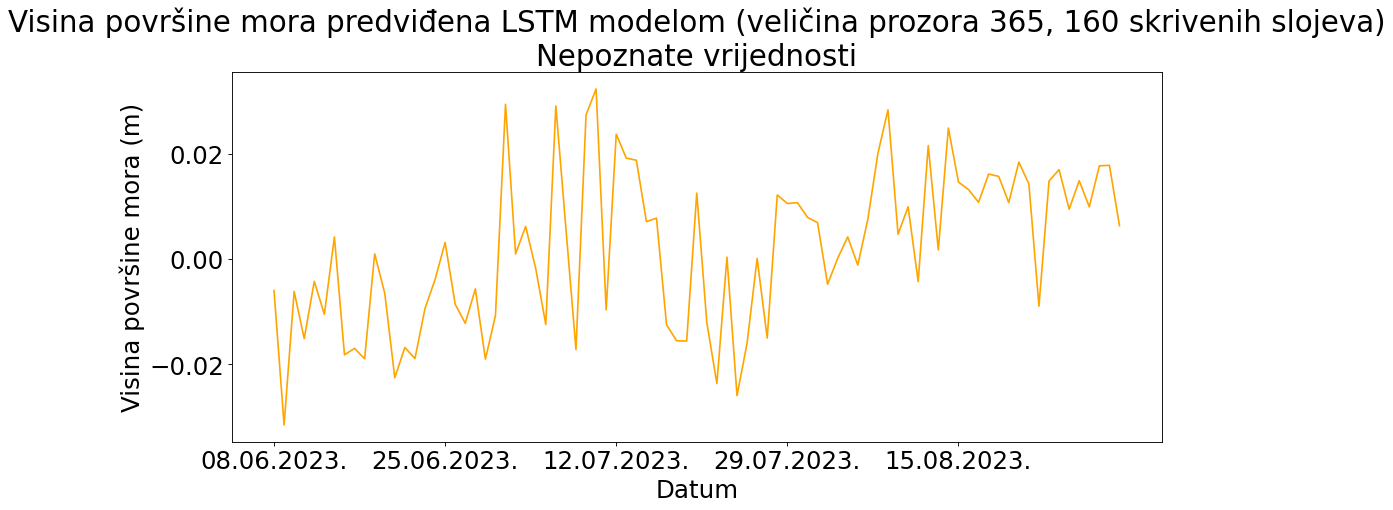 Visina površine mora predviđena LSTM modelom (veličina prozora 365, 160 skrivenih slojeva)
Nepoznate vrijednosti
Visina površine mora (m)
0.02
0.00
−0.02
08.06.2023. 25.06.2023. 12.07.2023. 29.07.2023. 15.08.2023.
Datum